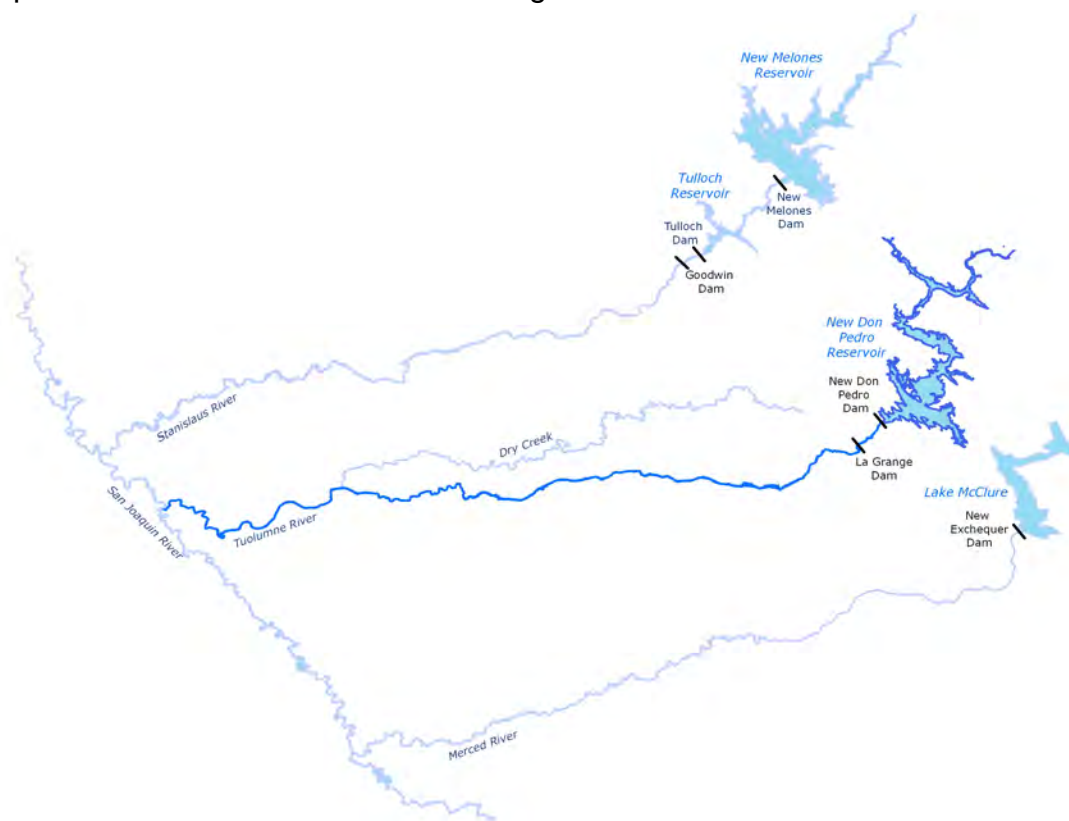 New Melones
Reservoir
Tulloch
Reservoir
New
Melones
Dam
Tulloch
Dam
Goodwin
Dam
New Don
Pedro
Reservoir
New Don
Pedro
Dam
Stanislaus River
Dry Creek
La Grange
Dam
Lake McClure
New
Exchequer
Dam
San Joaquin River
Tuolumne River
Merced River